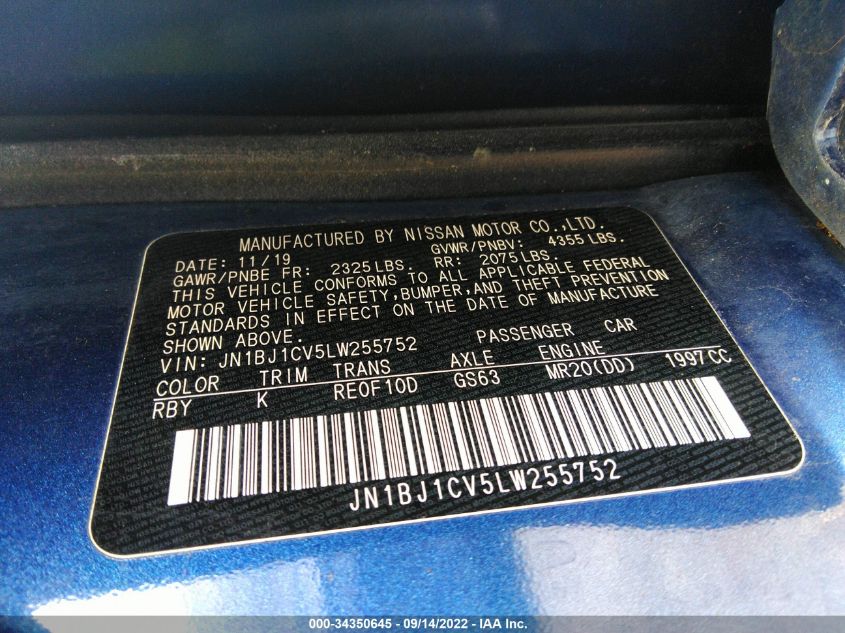 MANUFACTURED BY NISSAN MOTOR CO.,LTD.
DATE: 11/19 GVWR/PNBV: 4355 LBS.
GAWR/PNBE FR: 2325 LBS. RR: 2075 LBS.
THIS VEHICLE CONFORMS TO ALL APPLICABLE FEDERAL
MOTOR VEHICLE SAFETY,BUMPER,AND THEFT PREVENTION
STANDARDS IN EFFECT ON THE DATE OF MANUFACTURE
SHOWN ABOVE.
VIN: JN1BJ1CV5LW255752 PASSENGER CAR
COLOR TRIM TRANS AXLE ENGINE
RBY K RE0F10D GS63 MR20(DD) 1997CC
JN1BJ1CV5LW255752
000-34350645 - 09/14/2022 - IAA Inc.